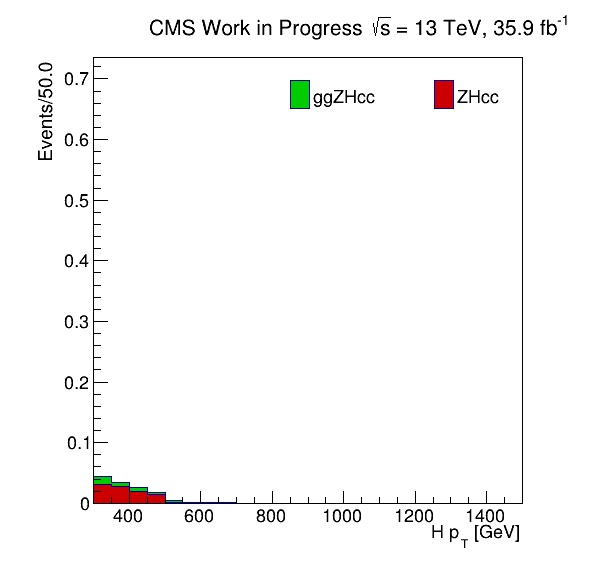 CMS Work in Progress √s = 13 TeV, 35.9 fb⁻¹
Events/50.0
ggZHcc
ZHcc
0.7
0.6
0.5
0.4
0.3
0.2
0.1
0
400 600 800 1000 1200 1400
H p_T [GeV]